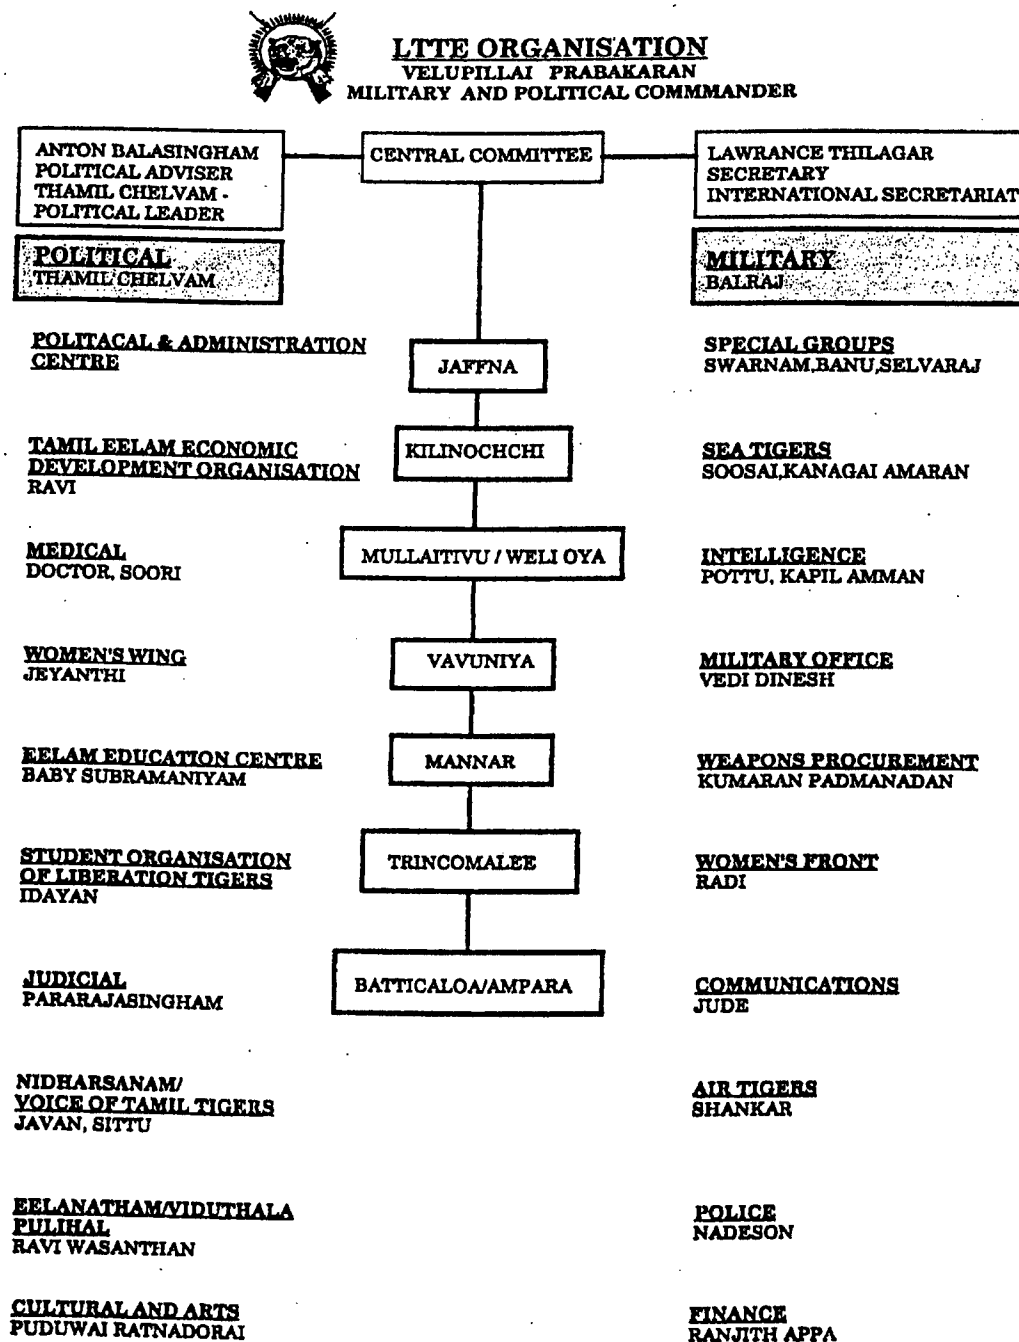 LTTE ORGANISATION
VELUPILLAI PRABAKARAN
MILITARY AND POLITICAL COMMMANDER
ANTON BALASINGHAM
POLITICAL ADVISER
THAMIL CHELVAM -
POLITICAL LEADER
CENTRAL COMMITTEE
LAWRANCE THILAGAR
SECRETARY
INTERNATIONAL SECRETARIAT
POLITICAL
THAMIL CHELVAM
MILITARY
BALRAJ
POLITACAL & ADMINISTRATION
CENTRE
JAFFNA
SPECIAL GROUPS
SWARNAM,BANU,SELVARAJ
TAMIL EELAM ECONOMIC
DEVELOPMENT ORGANISATION
RAVI
KILINOCHCHI
SEA TIGERS
SOOSAI,KANAGAI AMARAN
MEDICAL
DOCTOR, SOORI
MULLAITIVU / WELI OYA
INTELLIGENCE
POTTU, KAPIL AMMAN
WOMEN'S WING
JEYANTHI
VAVUNIYA
MILITARY OFFICE
VEDI DINESH
EELAM EDUCATION CENTRE
BABY SUBRAMANIYAM
MANNAR
WEAPONS PROCUREMENT
KUMARAN PADMANADAN
STUDENT ORGANISATION
OF LIBERATION TIGERS
IDAYAN
TRINCOMALEE
WOMEN'S FRONT
RADI
JUDICIAL
PARARAJASINGHAM
BATTICALOA/AMPARA
COMMUNICATIONS
JUDE
NIDHARSANAM/
VOICE OF TAMIL TIGERS
JAVAN, SITTU
AIR TIGERS
SHANKAR
EELANATHAM/VIDUTHALA
PULIHAL
RAVI WASANTHAN
POLICE
NADESON
CULTURAL AND ARTS
PUDUWAI RATNADORAI
FINANCE
RANJITH APPA